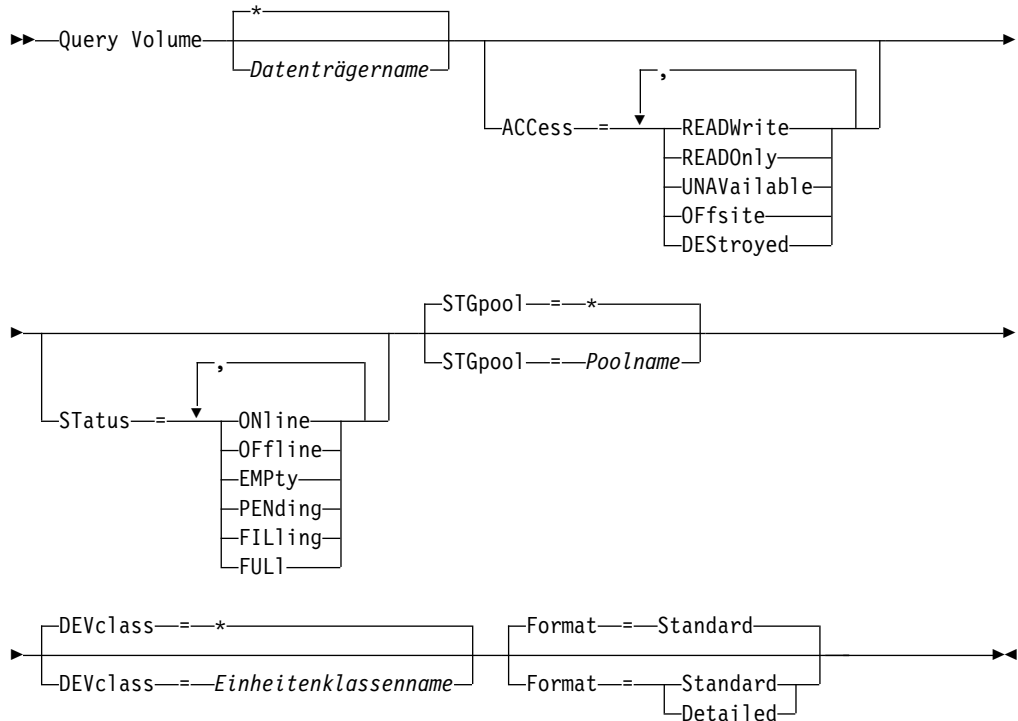 *
Query Volume
Datenträgername
,
ACCess = READWrite
READOnly
UNAVailable
OFfsite
DEStroyed
STGpool = *
STGpool = Poolname
,
STatus = ONline
OFfline
EMPty
PENding
FILling
FULl
DEVclass = *
DEVclass = Einheitenklassenname
Format = Standard
Format = Standard
Detailed